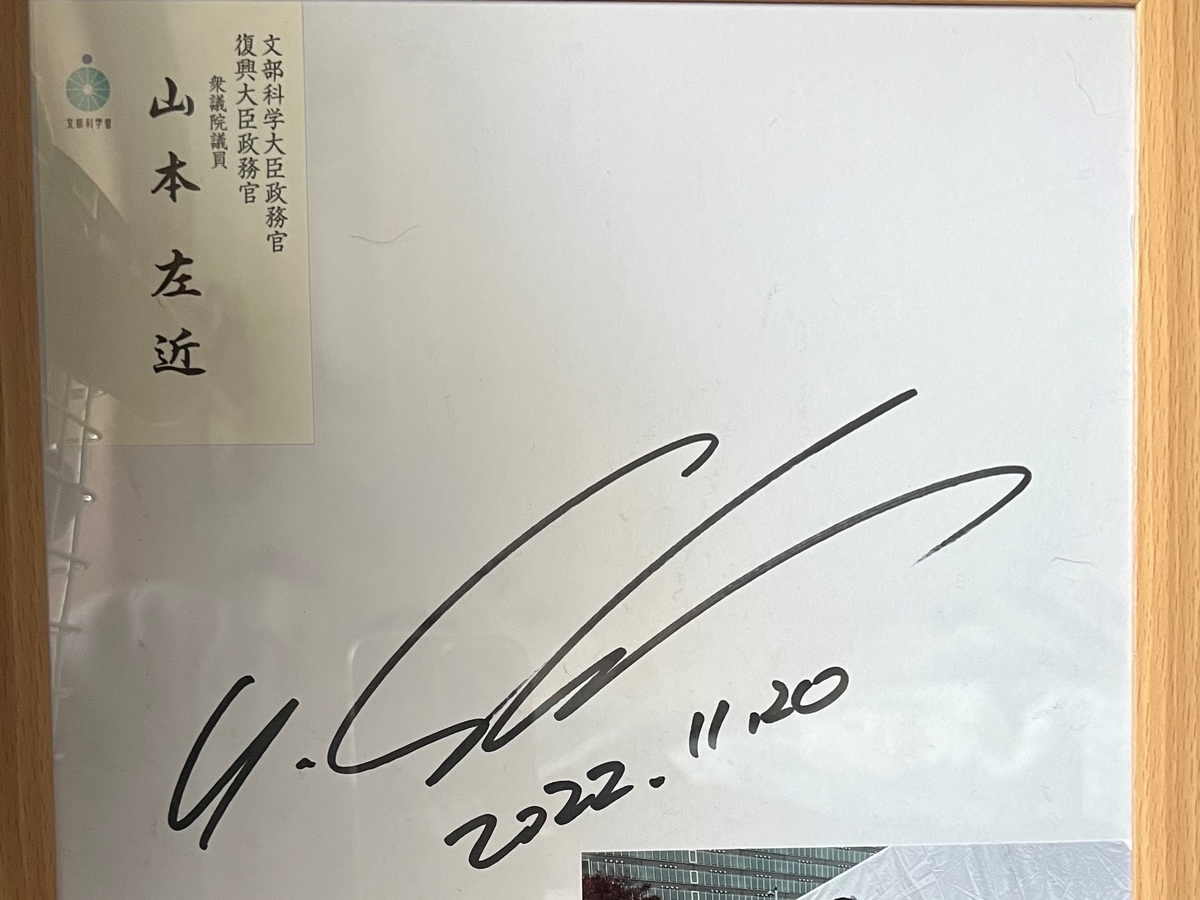 文部科学大臣政務官
復興大臣政務官
衆議院議員
山本左近
文部科学省
2022.11.20